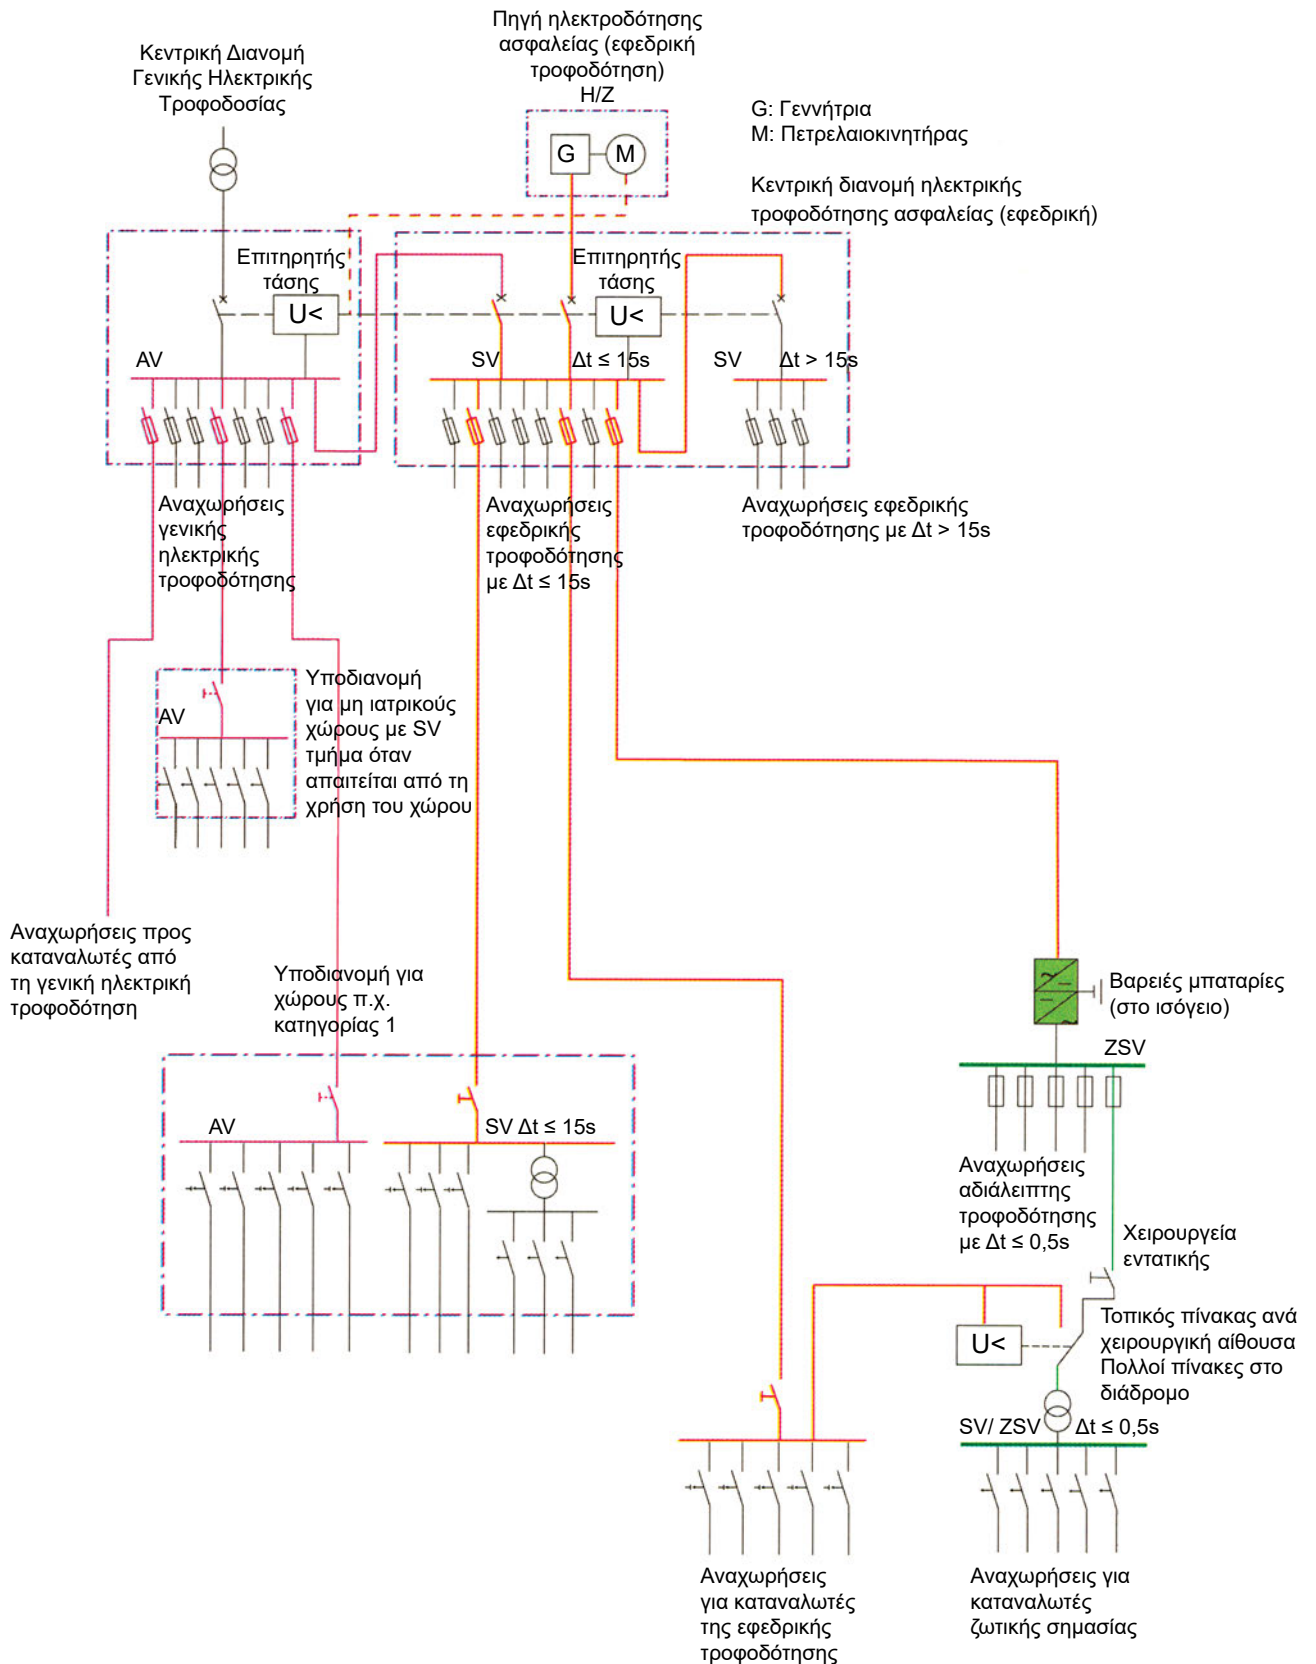 Πηγή ηλεκτροδότησης
ασφαλείας (εφεδρική
τροφοδότηση)
Η/Ζ
Κεντρική Διανομή
Γενικής Ηλεκτρικής
Τροφοδοσίας
G: Γεννήτρια
M: Πετρελαιοκινητήρας
G
M
Κεντρική διανομή ηλεκτρικής
τροφοδότησης ασφαλείας (εφεδρική)
Επιτηρητής
τάσης
U<
Επιτηρητής
τάσης
U<
AV
SV
Δt ≤ 15s
SV
Δt > 15s
Αναχωρήσεις
γενικής
ηλεκτρικής
τροφοδότησης
Αναχωρήσεις
εφεδρικής
τροφοδότησης
με Δt ≤ 15s
Αναχωρήσεις εφεδρικής
τροφοδότησης με Δt > 15s
Υποδιανομή
για μη ιατρικούς
χώρους με SV
τμήμα όταν
απαιτείται από τη
χρήση του χώρου
AV
Αναχωρήσεις προς
καταναλωτές από
τη γενική ηλεκτρική
τροφοδότηση
Υποδιανομή για
χώρους π.χ.
κατηγορίας 1
Βαρειές μπαταρίες
(στο ισόγειο)
ZSV
AV
SV Δt ≤ 15s
Αναχωρήσεις
αδιάλειπτης
τροφοδότησης
με Δt ≤ 0,5s
Χειρουργεία
εντατικής
U<
Τοπικός πίνακας ανά
χειρουργική αίθουσα
Πολλοί πίνακες στο
διάδρομο
SV/ ZSV
Δt ≤ 0,5s
Αναχωρήσεις
για καταναλωτές
της εφεδρικής
τροφοδότησης
Αναχωρήσεις για
καταναλωτές
ζωτικής σημασίας